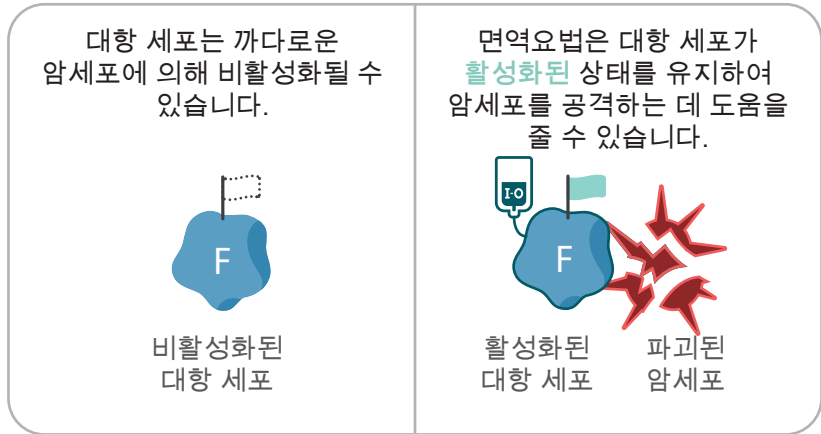 대항 세포는 까다로운
암세포에 의해 비활성화될 수
있습니다.
F
비활성화된
대항 세포
면역요법은 대항 세포가
활성화된 상태를 유지하여
암세포를 공격하는 데 도움을
줄 수 있습니다.
I-O
F
활성화된
대항 세포
파괴된
암세포